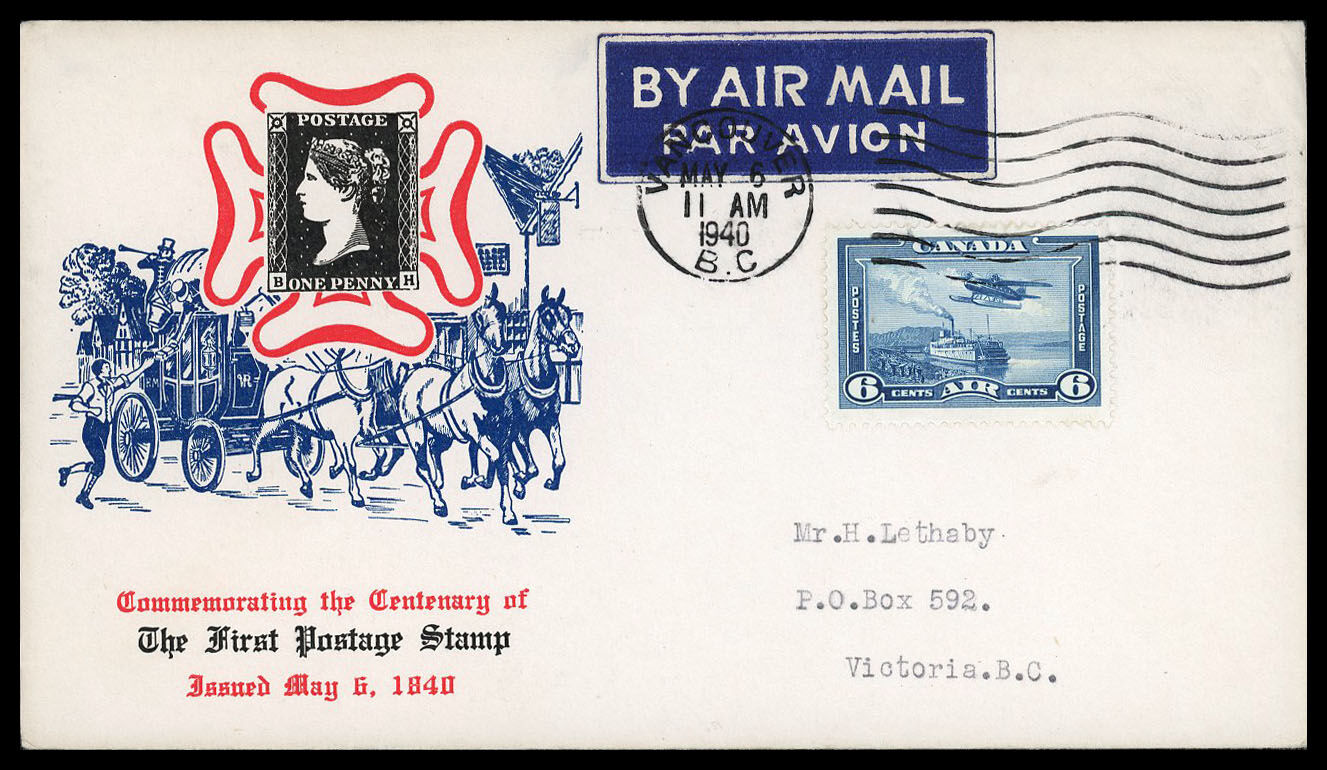 POSTAGE
B ONE PENNY H
R.M
VR
Commemorating the Centenary of
The First Postage Stamp
Issued May 6, 1840
BY AIR MAIL
PAR AVION
VANCOUVER
MAY 6
11 AM
1940
B.C
CANADA
POSTES
POSTAGE
6 CENTS AIR CENTS 6
Mr.H.Lethaby
P.O.Box 592.
Victoria.B.C.